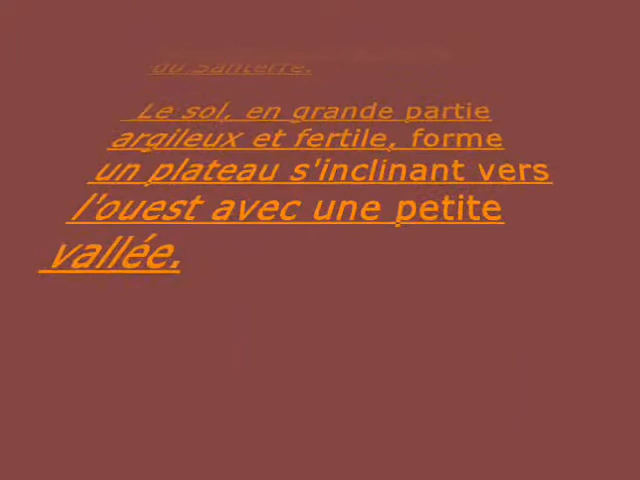 du Santerre.
Le sol, en grande partie
argileux et fertile, forme
un plateau s'inclinant vers
l'ouest avec une petite
vallée.